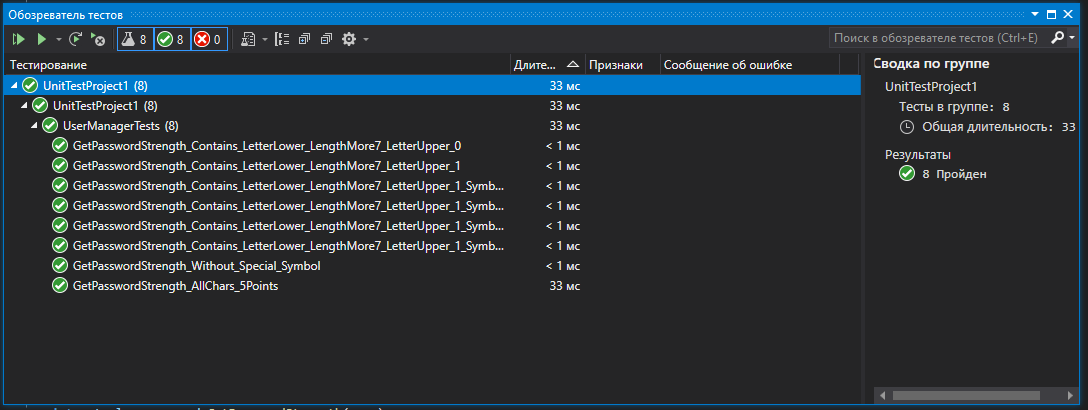 Обозреватель тестов
8 8 0 Поиск в обозревателе тестов (Ctrl+E)
Тестирование Длите... Признаки Сообщение об ошибке
UnitTestProject1 (8) 33 мс
UnitTestProject1 (8) 33 мс
UserManagerTests (8) 33 мс
GetPasswordStrength_Contains_LetterLower_LengthMore7_LetterUpper_0 < 1 мс
GetPasswordStrength_Contains_LetterLower_LengthMore7_LetterUpper_1 < 1 мс
GetPasswordStrength_Contains_LetterLower_LengthMore7_LetterUpper_1_Symb... < 1 мс
GetPasswordStrength_Contains_LetterLower_LengthMore7_LetterUpper_1_Symb... < 1 мс
GetPasswordStrength_Contains_LetterLower_LengthMore7_LetterUpper_1_Symb... < 1 мс
GetPasswordStrength_Contains_LetterLower_LengthMore7_LetterUpper_1_Symb... < 1 мс
GetPasswordStrength_Without_Special_Symbol < 1 мс
GetPasswordStrength_AllChars_5Points 33 мс
Сводка по группе
UnitTestProject1
Тесты в группе: 8
Общая длительность: 33
Результаты
8 Пройден